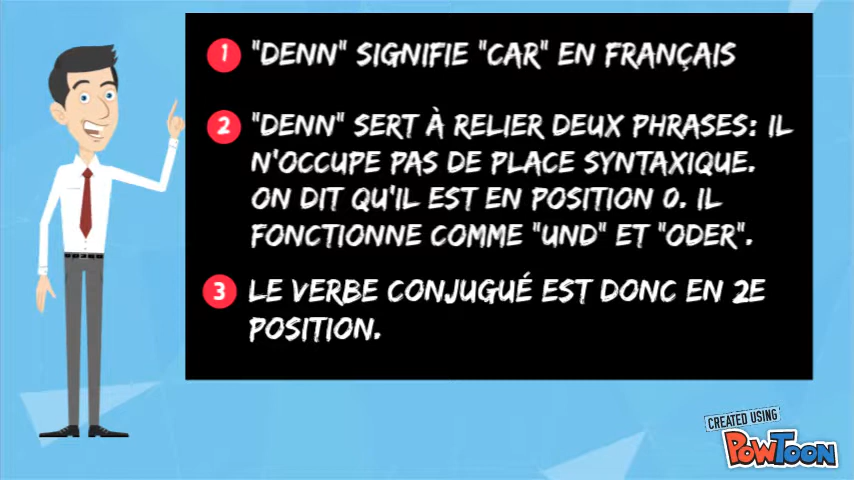 1 "DENN" SIGNIFIE "CAR" EN FRANÇAIS
2 "DENN" SERT À RELIER DEUX PHRASES: IL
N'OCCUPE PAS DE PLACE SYNTAXIQUE.
ON DIT QU'IL EST EN POSITION 0. IL
FONCTIONNE COMME "UND" ET "ODER".
3 LE VERBE CONJUGUÉ EST DONC EN 2E
POSITION.
CREATED USING
POWTOON